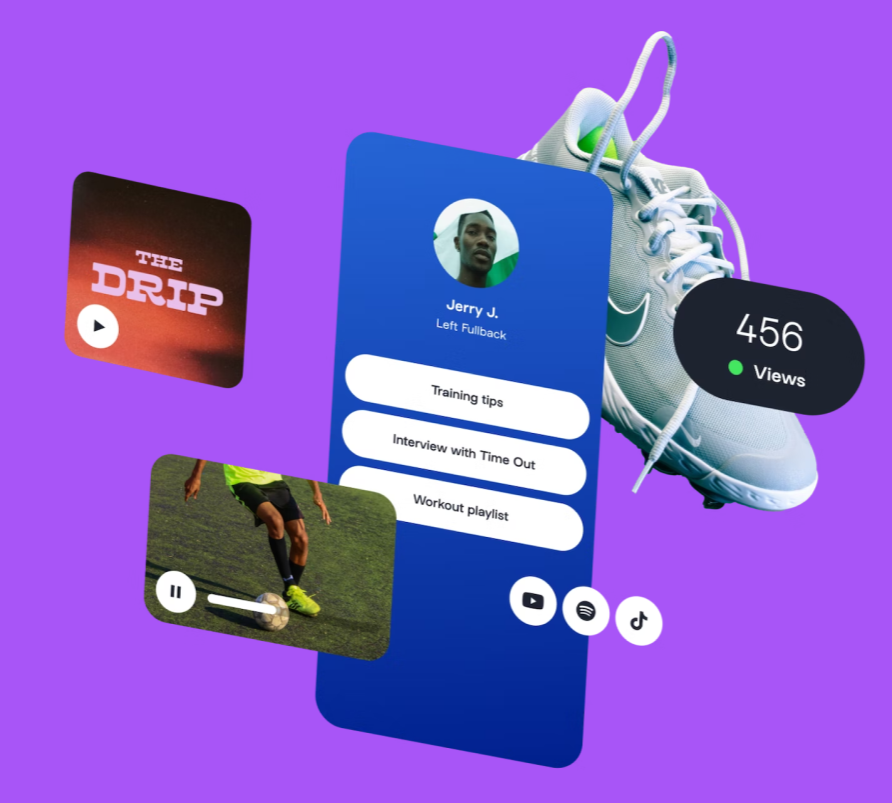 THE
DRIP
Jerry J.
Left Fullback
Training tips
Interview with Time Out
Workout playlist
456
Views